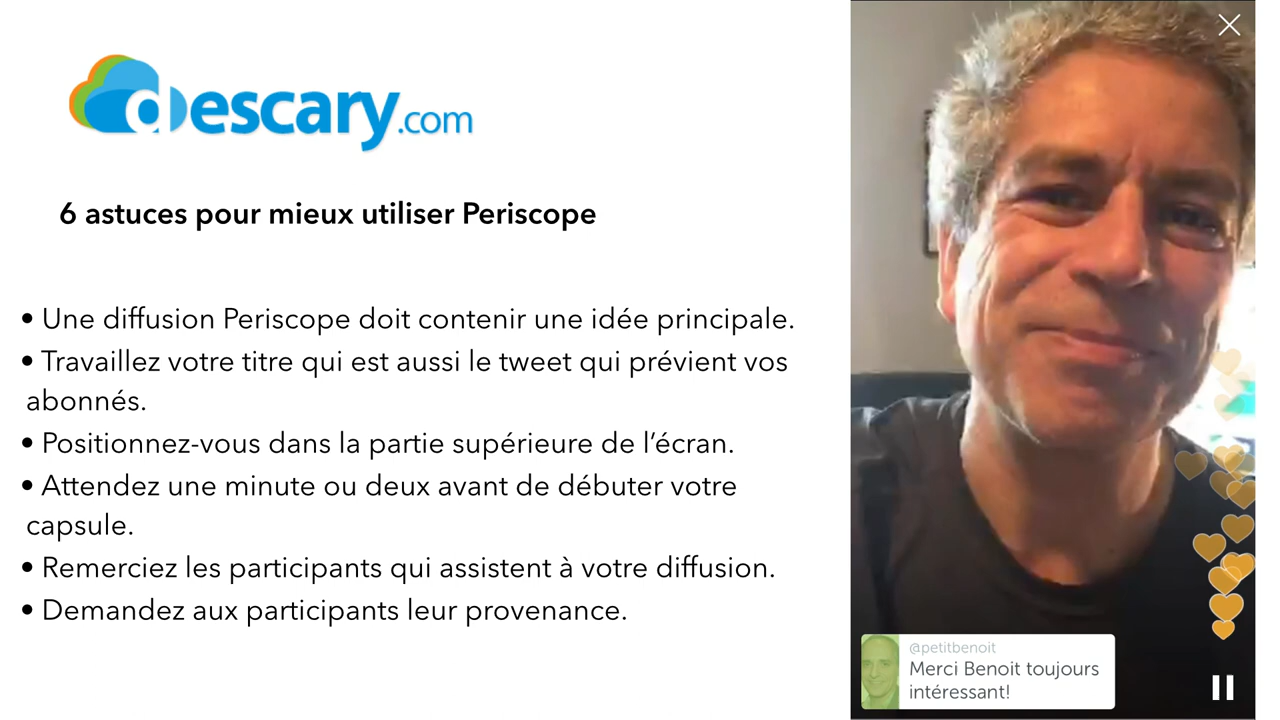 descary.com
6 astuces pour mieux utiliser Periscope
• Une diffusion Periscope doit contenir une idée principale.
• Travaillez votre titre qui est aussi le tweet qui prévient vos
abonnés.
• Positionnez-vous dans la partie supérieure de l’écran.
• Attendez une minute ou deux avant de débuter votre
capsule.
• Remerciez les participants qui assistent à votre diffusion.
• Demandez aux participants leur provenance.
@petitbenoit
Merci Benoit toujours
intéressant!